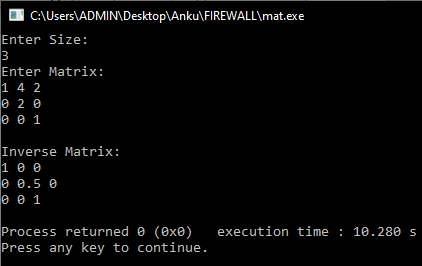 C:\Users\ADMIN\Desktop\Anku\FIREWALL\mat.exe
Enter Size:
3
Enter Matrix:
1 4 2
0 2 0
0 0 1
Inverse Matrix:
1 0 0
0 0.5 0
0 0 1
Process returned 0 (0x0)   execution time : 10.280 s
Press any key to continue.